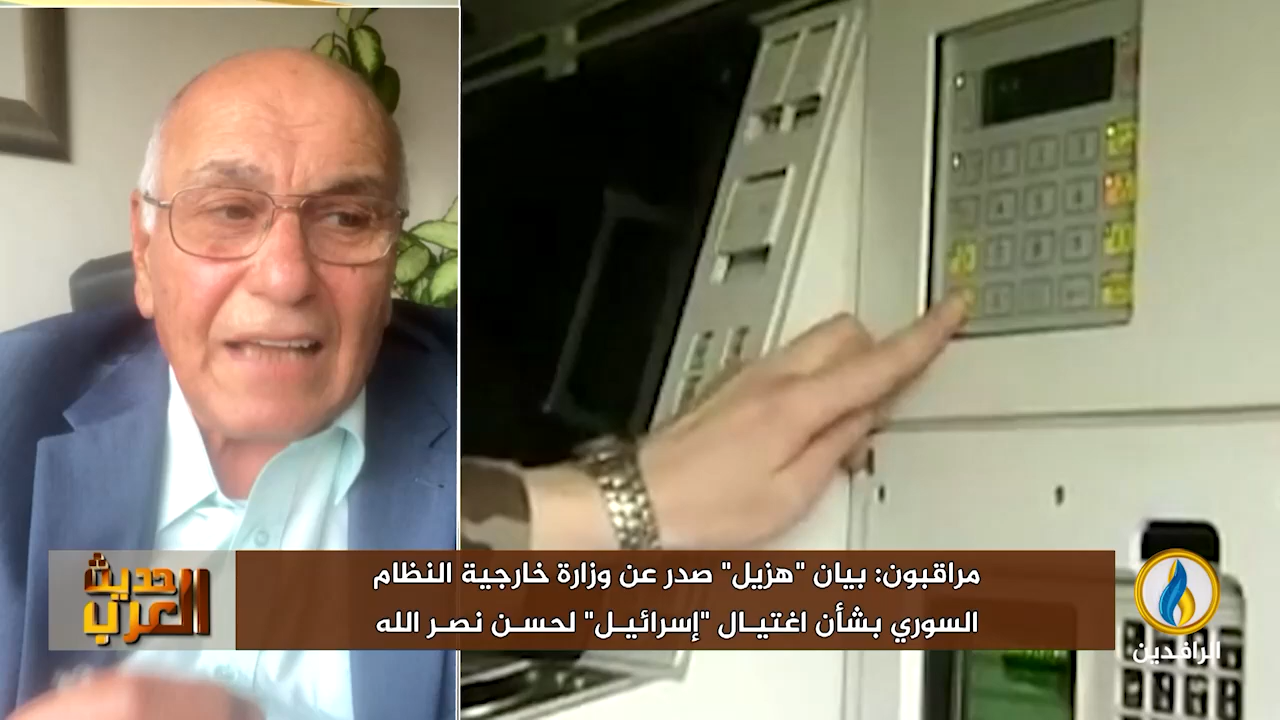 مراقبون: بيان "هزيل" صدر عن وزارة خارجية النظام
السوري بشأن اغتيال "إسرائيل" لحسن نصر الله
حديث
العرب
الرافدين